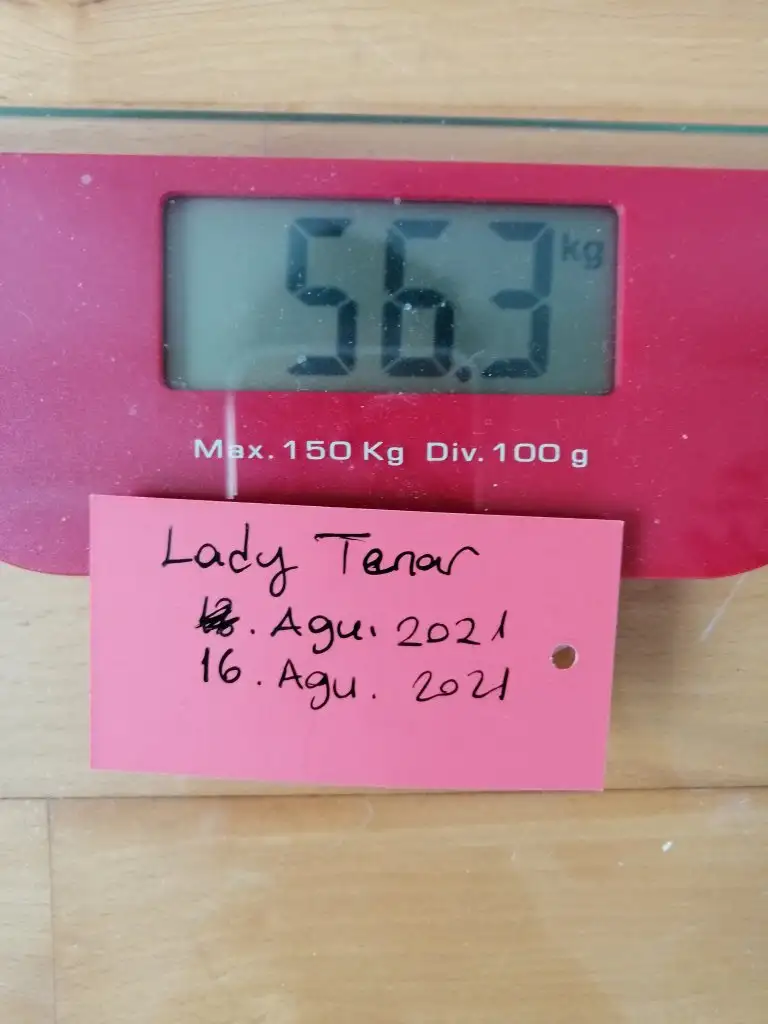 56.3 kg
Max. 150 Kg Div. 100 g
Lady Tenar
. Agu. 2021
16. Agu. 2021